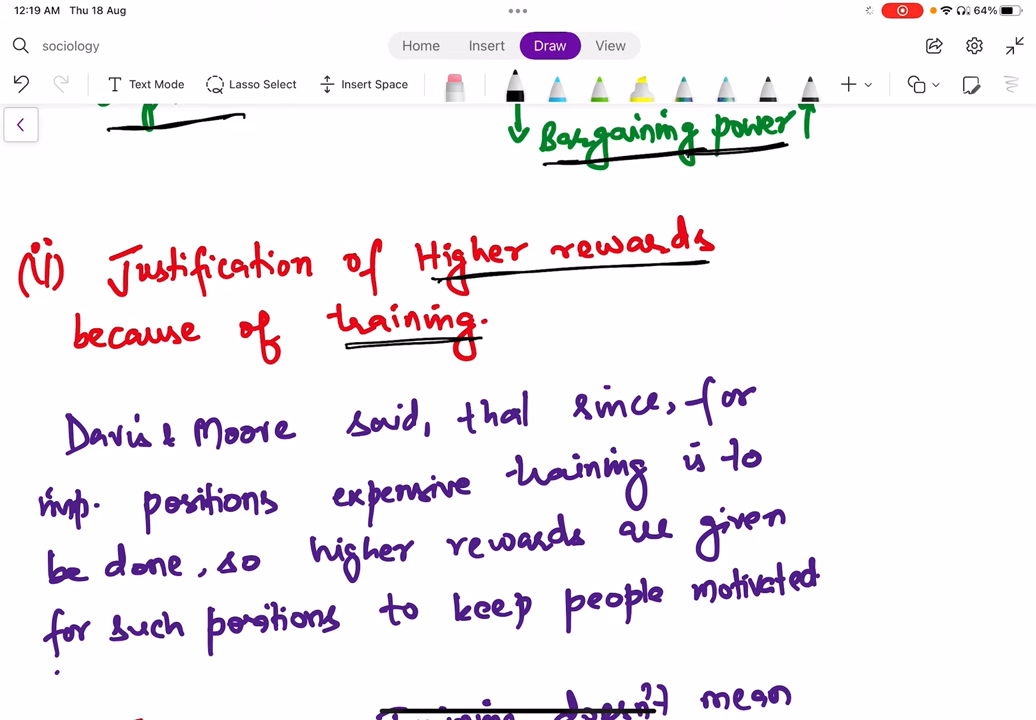 12:19 AM Thu 18 Aug
64%
sociology
Home Insert Draw View
Text Mode Lasso Select Insert Space
Bargaining power ↑
(ii) Justification of Higher rewards
because of training.
Davis & Moore said, that since, for
imp. positions expensive training is to
be done, so higher rewards are given
for such positions to keep people motivated
Training doesn't mean